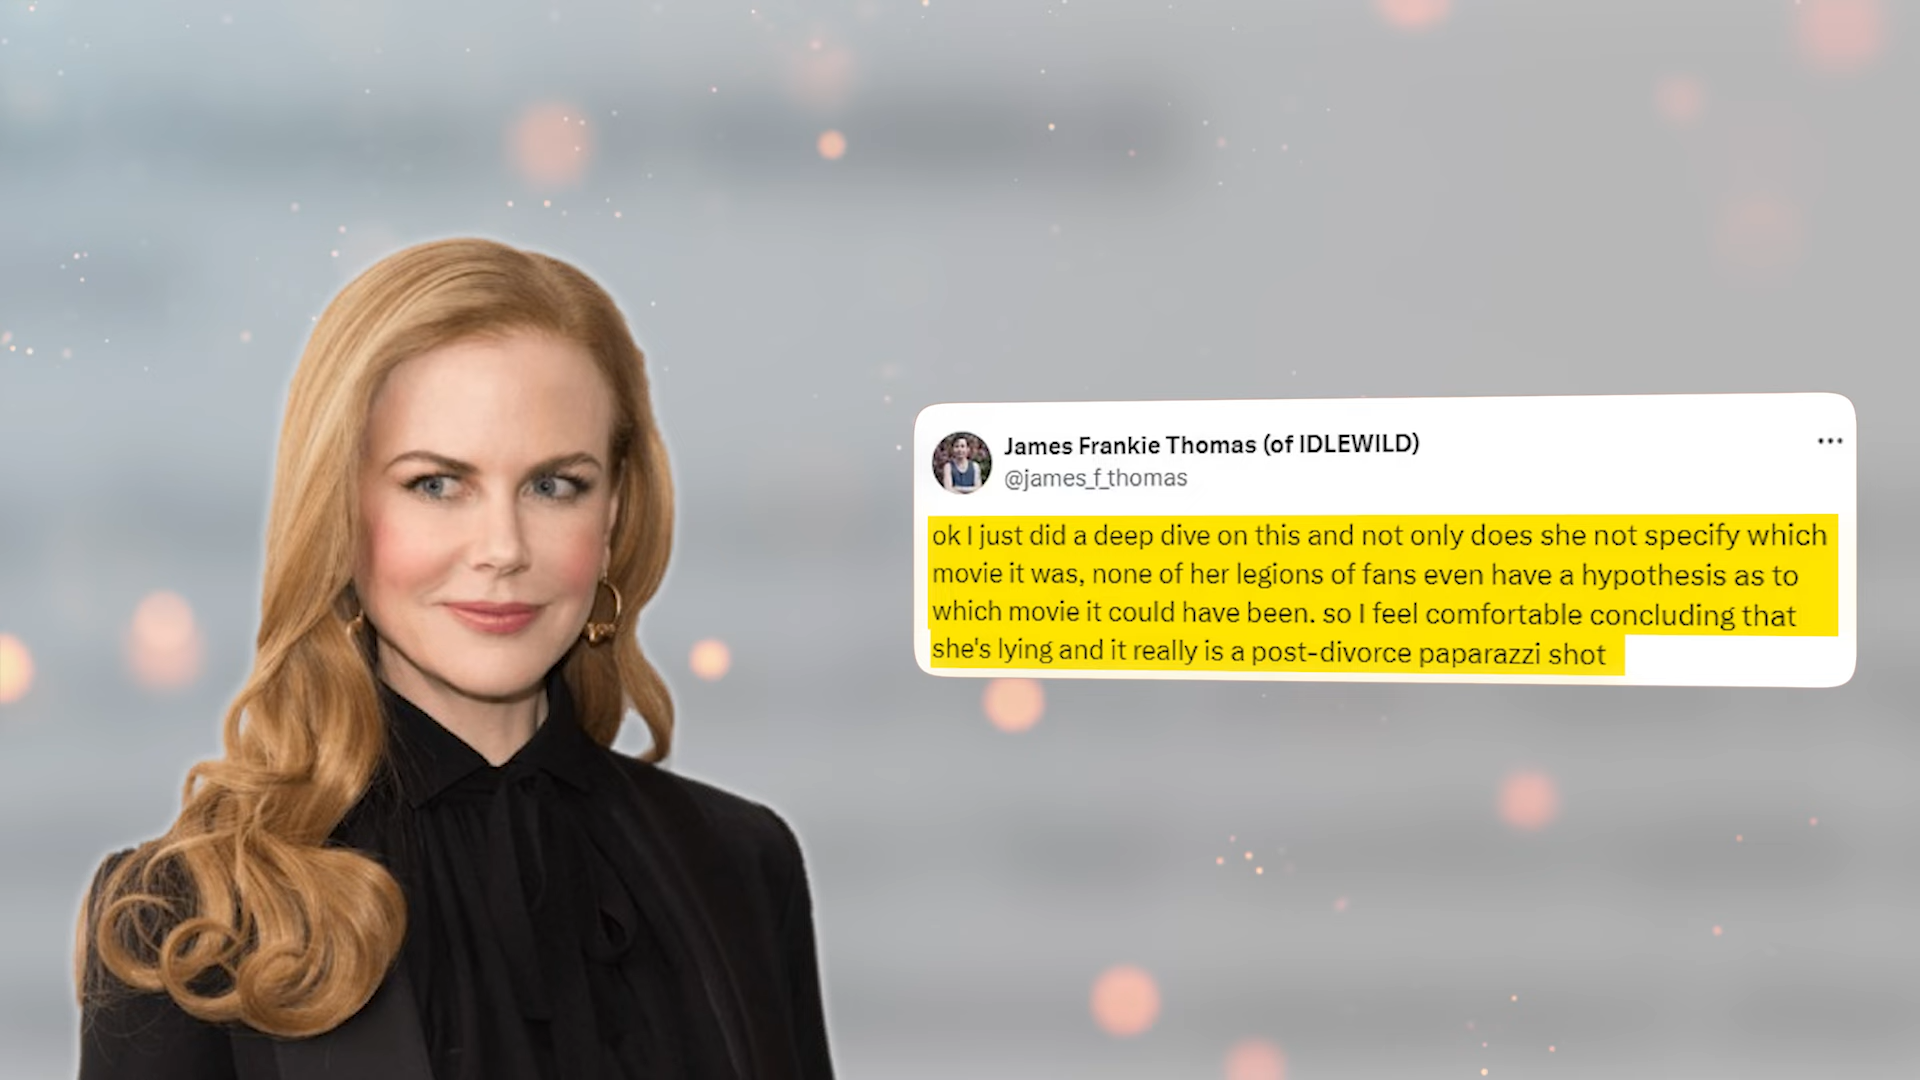 James Frankie Thomas (of IDLEWILD)
@james_f_thomas
ok I just did a deep dive on this and not only does she not specify which
movie it was, none of her legions of fans even have a hypothesis as to
which movie it could have been. so I feel comfortable concluding that
she's lying and it really is a post-divorce paparazzi shot